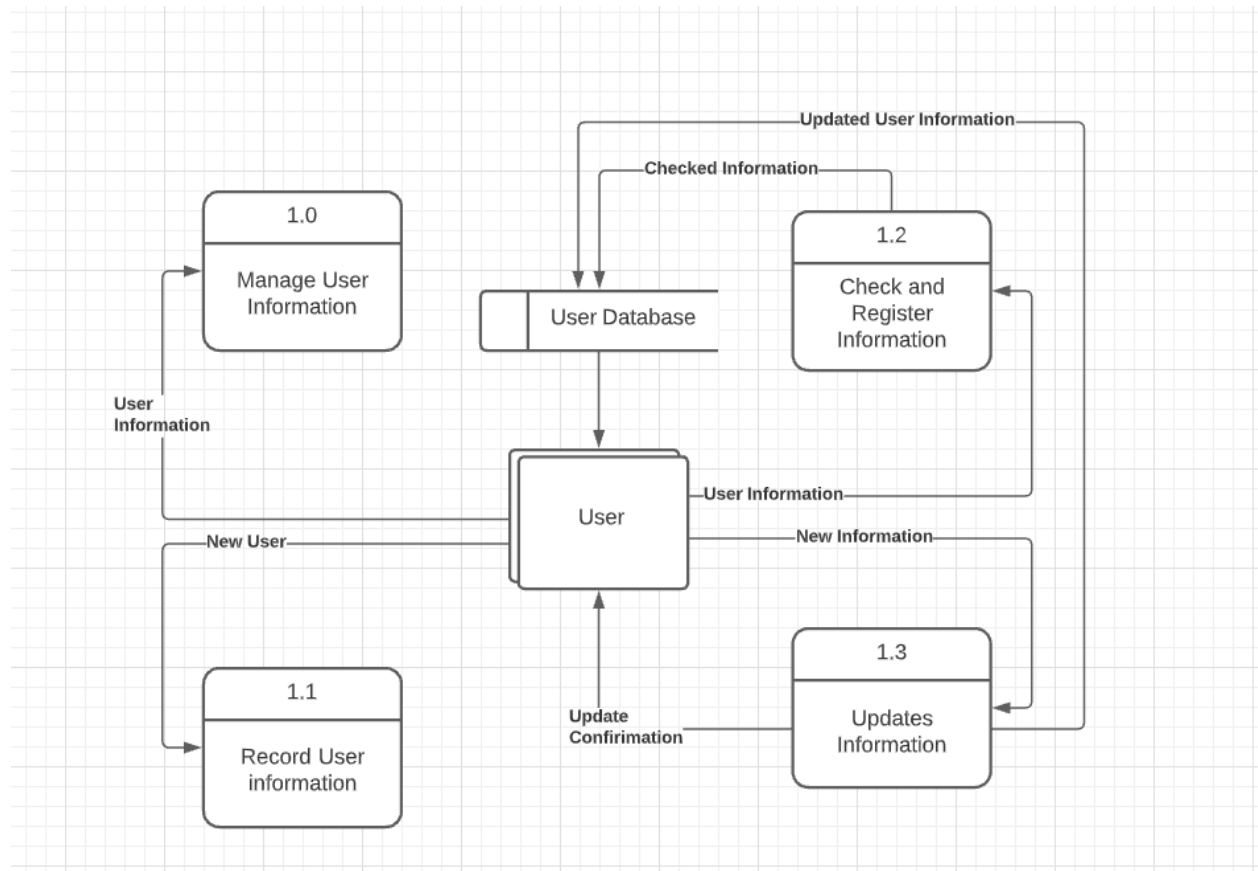 Updated User Information
Checked Information
1.0
Manage User
Information
1.2
Check and
Register
Information
User Database
User
Information
User Information
User
New User
New Information
1.1
Record User
information
1.3
Updates
Information
Update
Confirimation